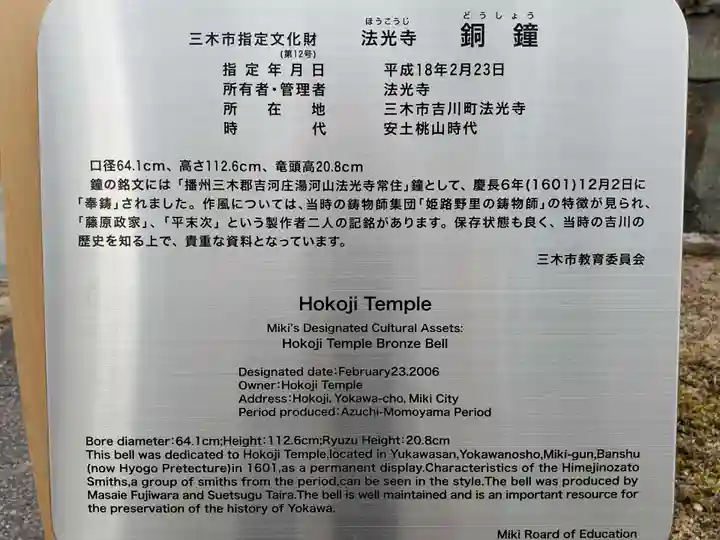 ほうこうじ どうしょう
三木市指定文化財 法光寺 銅鐘
(第12号)
指定年月日 平成18年2月23日
所有者・管理者 法光寺
所在地 三木市吉川町法光寺
時代 安土桃山時代
口径64.1cm、高さ112.6cm、竜頭高20.8cm
鐘の銘文には「播州三木郡吉河庄湯河山法光寺常住」鐘として、慶長6年(1601)12月2日に
「奉鋳」されました。作風については、当時の鋳物師集団「姫路野里の鋳物師」の特徴が見られ、
「藤原政家」、「平末次」という製作者二人の記銘があります。保存状態も良く、当時の吉川の
歴史を知る上で、貴重な資料となっています。
三木市教育委員会
Hokoji Temple
Miki's Designated Cultural Assets:
Hokoji Temple Bronze Bell
Designated date:February23.2006
Owner:Hokoji Temple
Address:Hokoji, Yokawa-cho, Miki City
Period produced:Azuchi-Momoyama Period
Bore diameter:64.1cm;Height:112.6cm;Ryuzu Height:20.8cm
This bell was dedicated to Hokoji Temple,located in Yukawasan,Yokawanosho,Miki-gun,Banshu
(now Hyogo Pretecture)in 1601,as a permanent display.Characteristics of the Himejinozato
Smiths,a group of smiths from the period,can be seen in the style.The bell was produced by
Masaie Fujiwara and Suetsugu Taira.The bell is well maintained and is an important resource for
the preservation of the history of Yokawa.
Miki Roard of Education